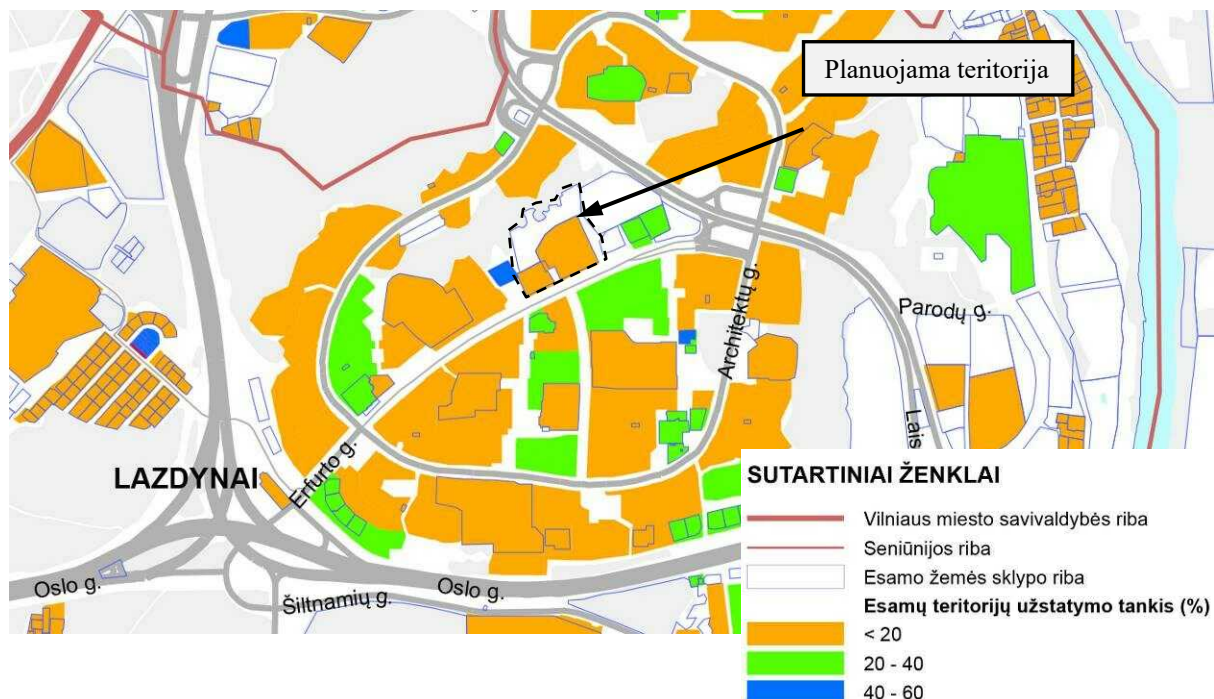 Planuojama teritorija
Parodų g.
Architektų g.
Lais
LAZDYNAI
Erfurto g.
Oslo g.
Šiltnamių g.
Oslo g.
SUTARTINIAI ŽENKLAI
Vilniaus miesto savivaldybės riba
Seniūnijos riba
Esamo žemės sklypo riba
Esamų teritorijų užstatymo tankis (%)
< 20
20 - 40
40 - 60